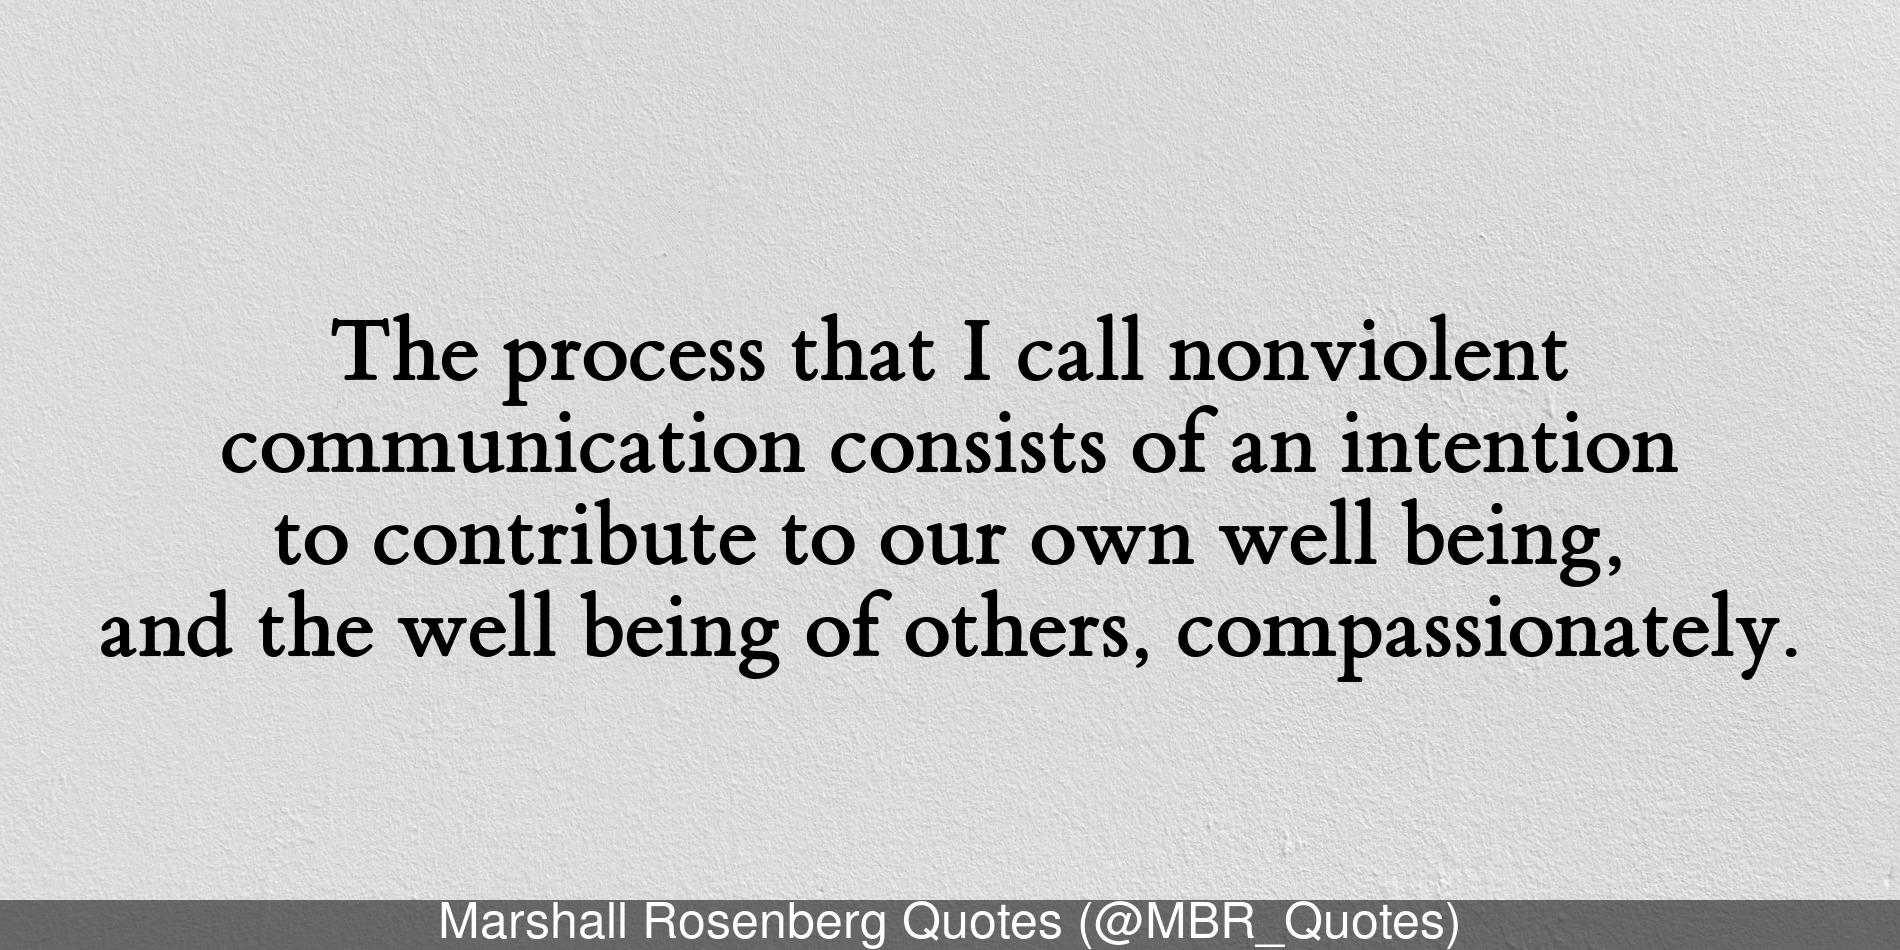 The process that I call nonviolent
communication consists of an intention
to contribute to our own well being,
and the well being of others, compassionately.
Marshall Rosenberg Quotes (@MBR_Quotes)